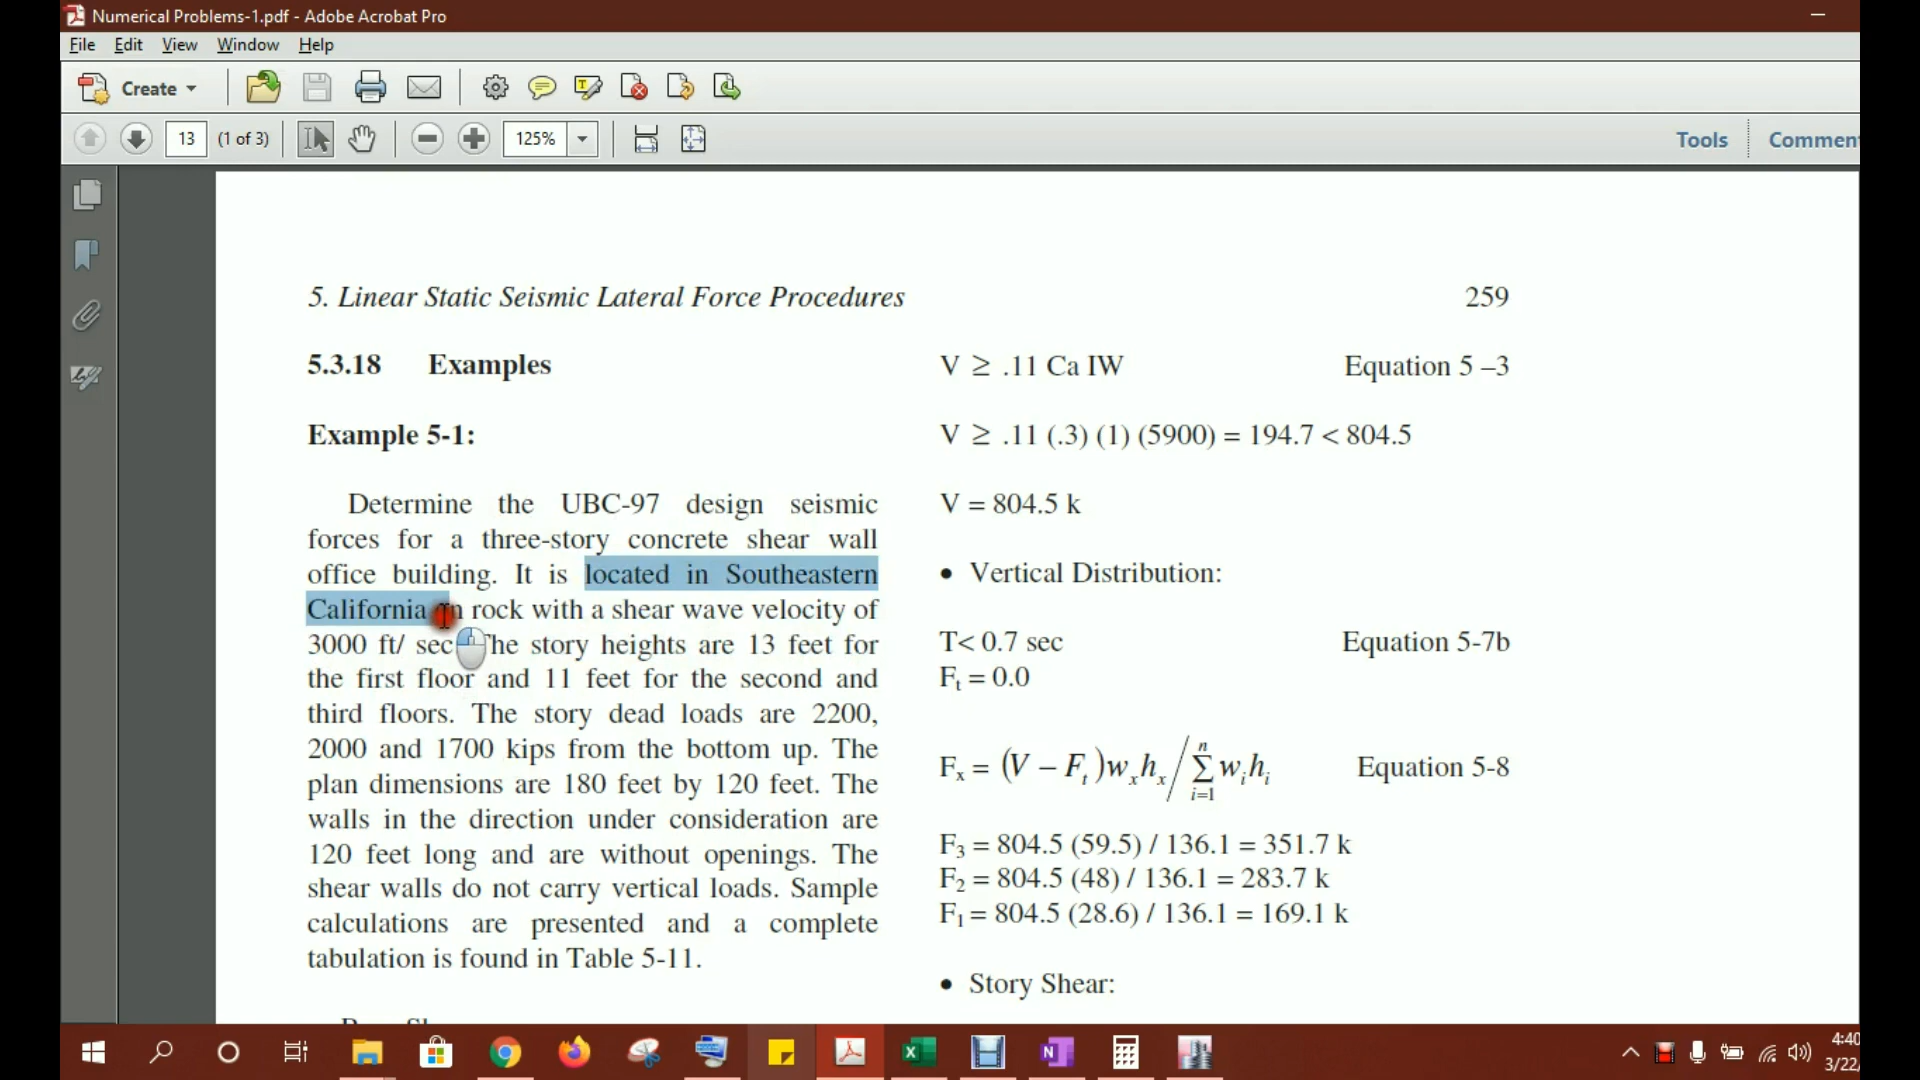 Numerical Problems-1.pdf - Adobe Acrobat Pro
File Edit View Window Help
Create
13 (1 of 3) 125% Tools Commen
5. Linear Static Seismic Lateral Force Procedures 259
5.3.18 Examples
Example 5-1:
Determine the UBC-97 design seismic
forces for a three-story concrete shear wall
office building. It is located in Southeastern
California n rock with a shear wave velocity of
3000 ft/ sec he story heights are 13 feet for
the first floor and 11 feet for the second and
third floors. The story dead loads are 2200,
2000 and 1700 kips from the bottom up. The
plan dimensions are 180 feet by 120 feet. The
walls in the direction under consideration are
120 feet long and are without openings. The
shear walls do not carry vertical loads. Sample
calculations are presented and a complete
tabulation is found in Table 5-11.
V ≥ .11 Ca IW Equation 5 –3
V ≥ .11 (.3) (1) (5900) = 194.7 < 804.5
V = 804.5 k
• Vertical Distribution:
T< 0.7 sec Equation 5-7b
Ft = 0.0
Fx = (V − Ft)wxhx / n∑i=1 wihi Equation 5-8
F3 = 804.5 (59.5) / 136.1 = 351.7 k
F2 = 804.5 (48) / 136.1 = 283.7 k
F1 = 804.5 (28.6) / 136.1 = 169.1 k
• Story Shear:
4:40
3/22